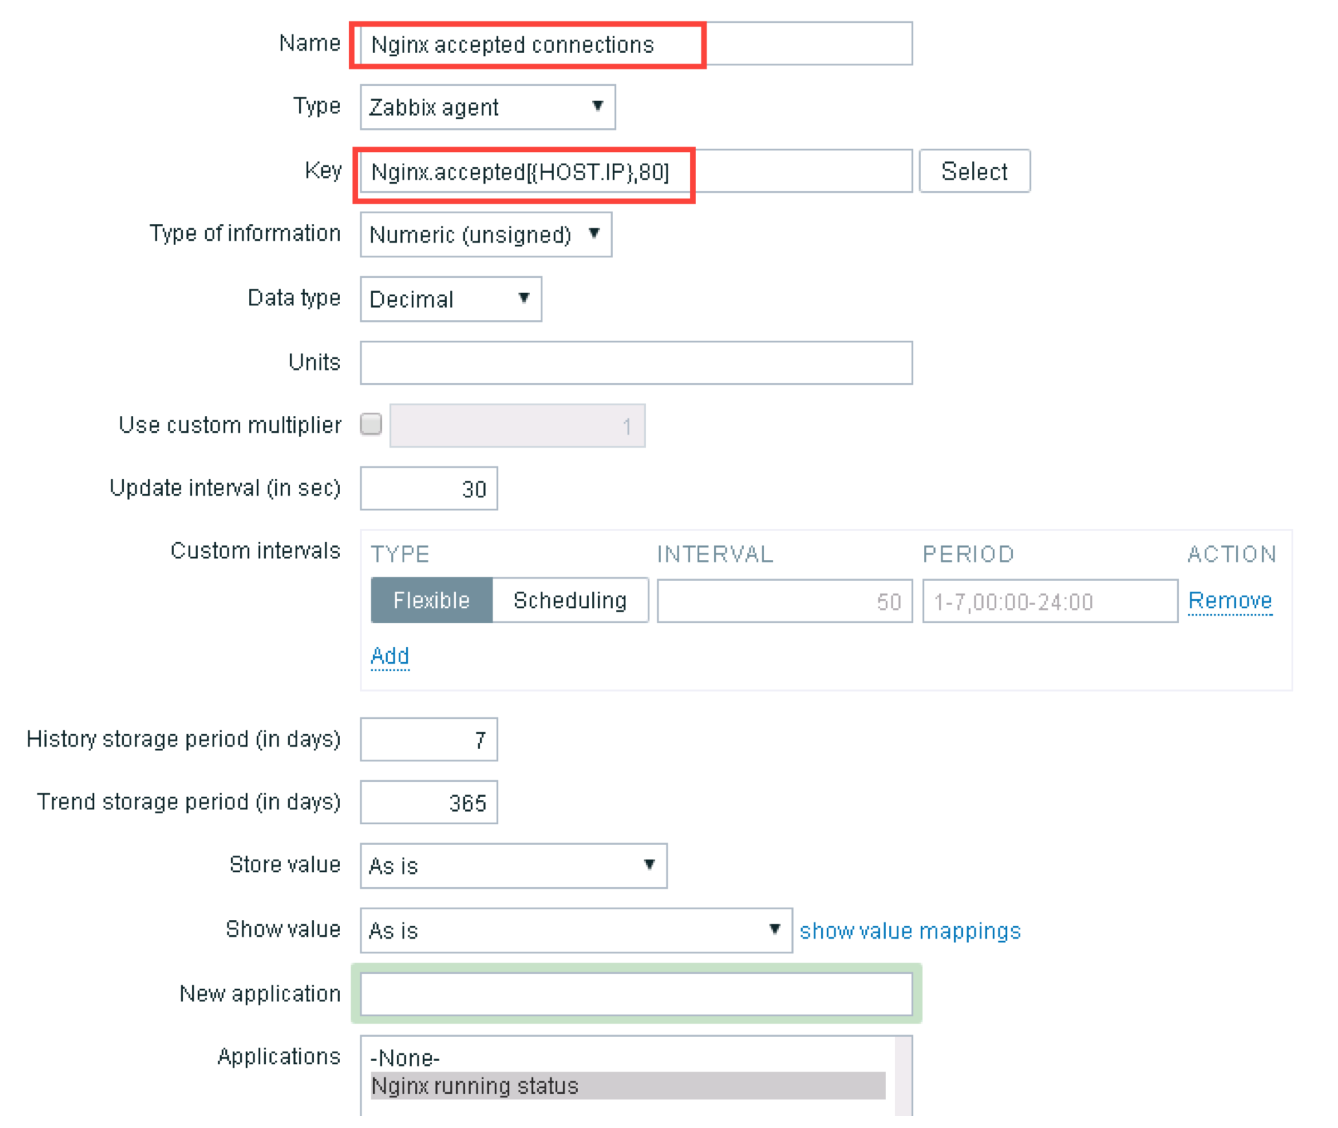 Name Nginx accepted connections
Type Zabbix agent
Key Nginx.accepted[{HOST.IP},80] Select
Type of information Numeric (unsigned)
Data type Decimal
Units
Use custom multiplier 1
Update interval (in sec) 30
Custom intervals TYPE INTERVAL PERIOD ACTION
Flexible Scheduling 50 1-7,00:00-24:00 Remove
Add
History storage period (in days) 7
Trend storage period (in days) 365
Store value As is
Show value As is show value mappings
New application
Applications -None-
Nginx running status